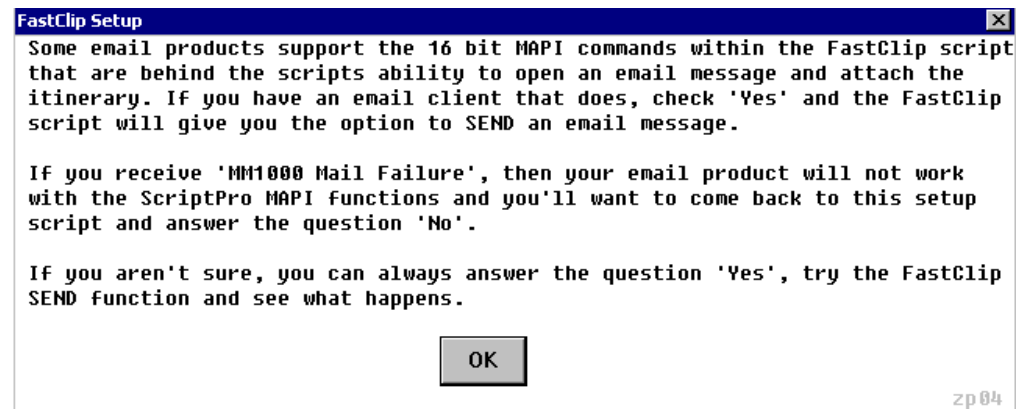 FastClip Setup
Some email products support the 16 bit MAPI commands within the FastClip script
that are behind the scripts ability to open an email message and attach the
itinerary. If you have an email client that does, check 'Yes' and the FastClip
script will give you the option to SEND an email message.
If you receive 'MM1000 Mail Failure', then your email product will not work
with the ScriptPro MAPI functions and you'll want to come back to this setup
script and answer the question 'No'.
If you aren't sure, you can always answer the question 'Yes', try the FastClip
SEND function and see what happens.
OK
zp04